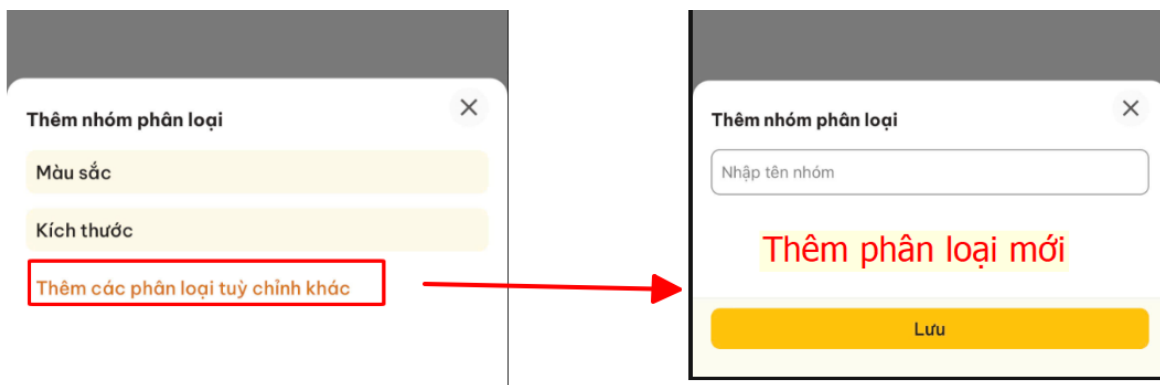 Thêm nhóm phân loại
Màu sắc
Kích thước
Thêm các phân loại tuỳ chỉnh khác
Thêm nhóm phân loại
Nhập tên nhóm
Thêm phân loại mới
Lưu